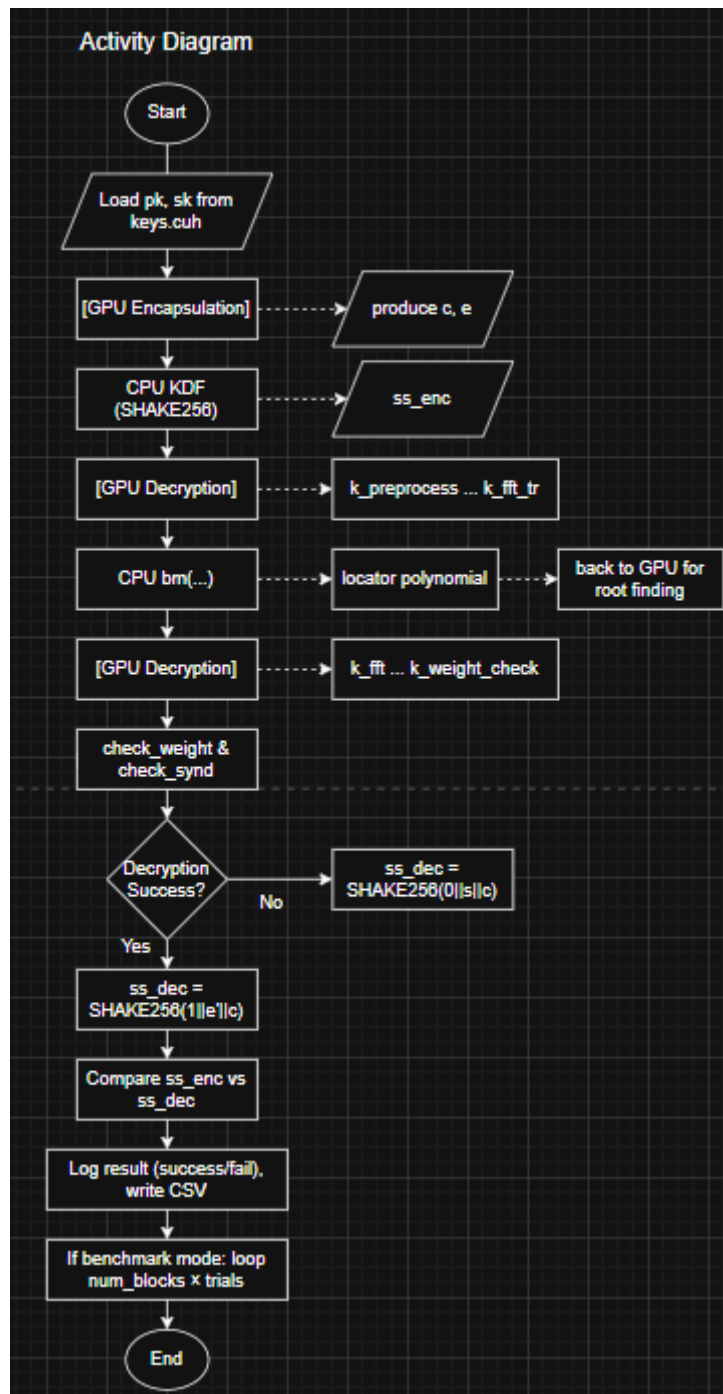 Activity Diagram
Start
Load pk, sk from
keys.cuh
[GPU Encapsulation]
produce c, e
CPU KDF
(SHAKE256)
ss_enc
[GPU Decryption]
k_preprocess ... k_fft_tr
CPU bm(...)
locator polynomial
back to GPU for
root finding
[GPU Decryption]
k_fft ... k_weight_check
check_weight &
check_synd
Decryption
Success?
No
ss_dec =
SHAKE256(0||s||c)
Yes
ss_dec =
SHAKE256(1||e'||c)
Compare ss_enc vs
ss_dec
Log result (success/fail),
write CSV
If benchmark mode: loop
num_blocks × trials
End